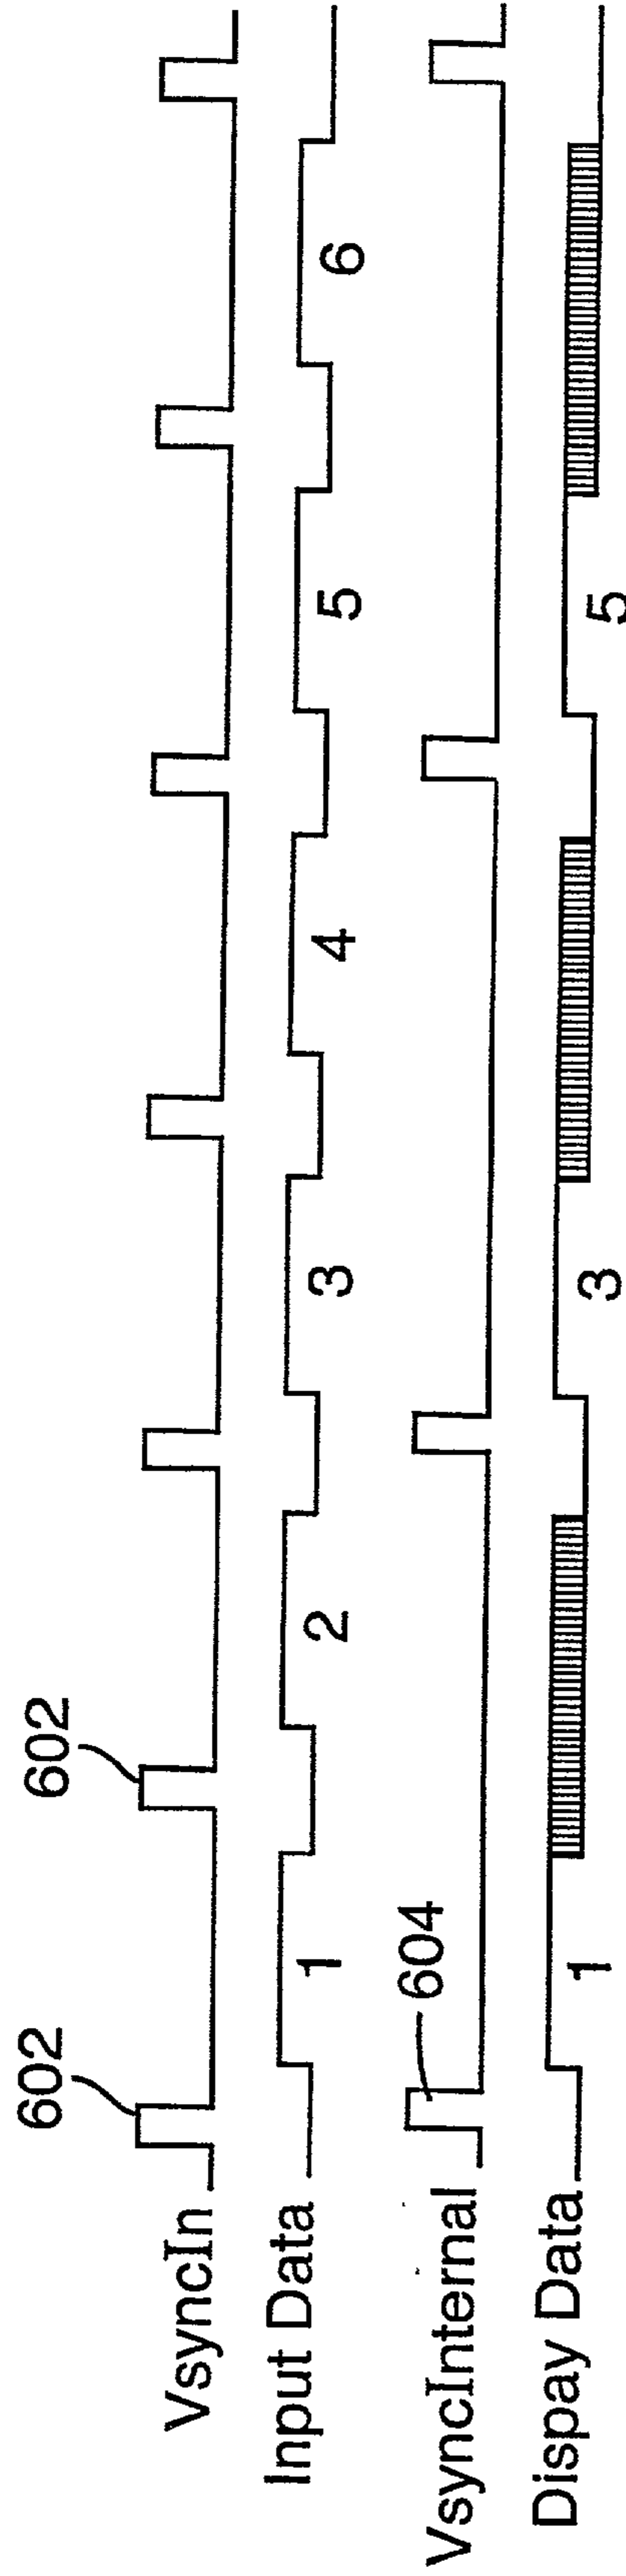 602 602
VsyncIn
Input Data 1 2 3 4 5 6
604
VsyncInternal
Dispay Data 1 3 5